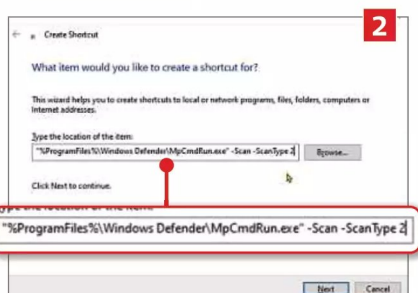 2
Create Shortcut
What item would you like to create a shortcut for?
This wizard helps you to create shortcuts to local or network programs, files, folders, computers or
Internet addresses.
Type the location of the item:
"%ProgramFiles%\Windows Defender\MpCmdRun.exe" -Scan -ScanType 2
Browse...
Click Next to continue.
"%ProgramFiles%\Windows Defender\MpCmdRun.exe" -Scan -ScanType 2
Next Cancel